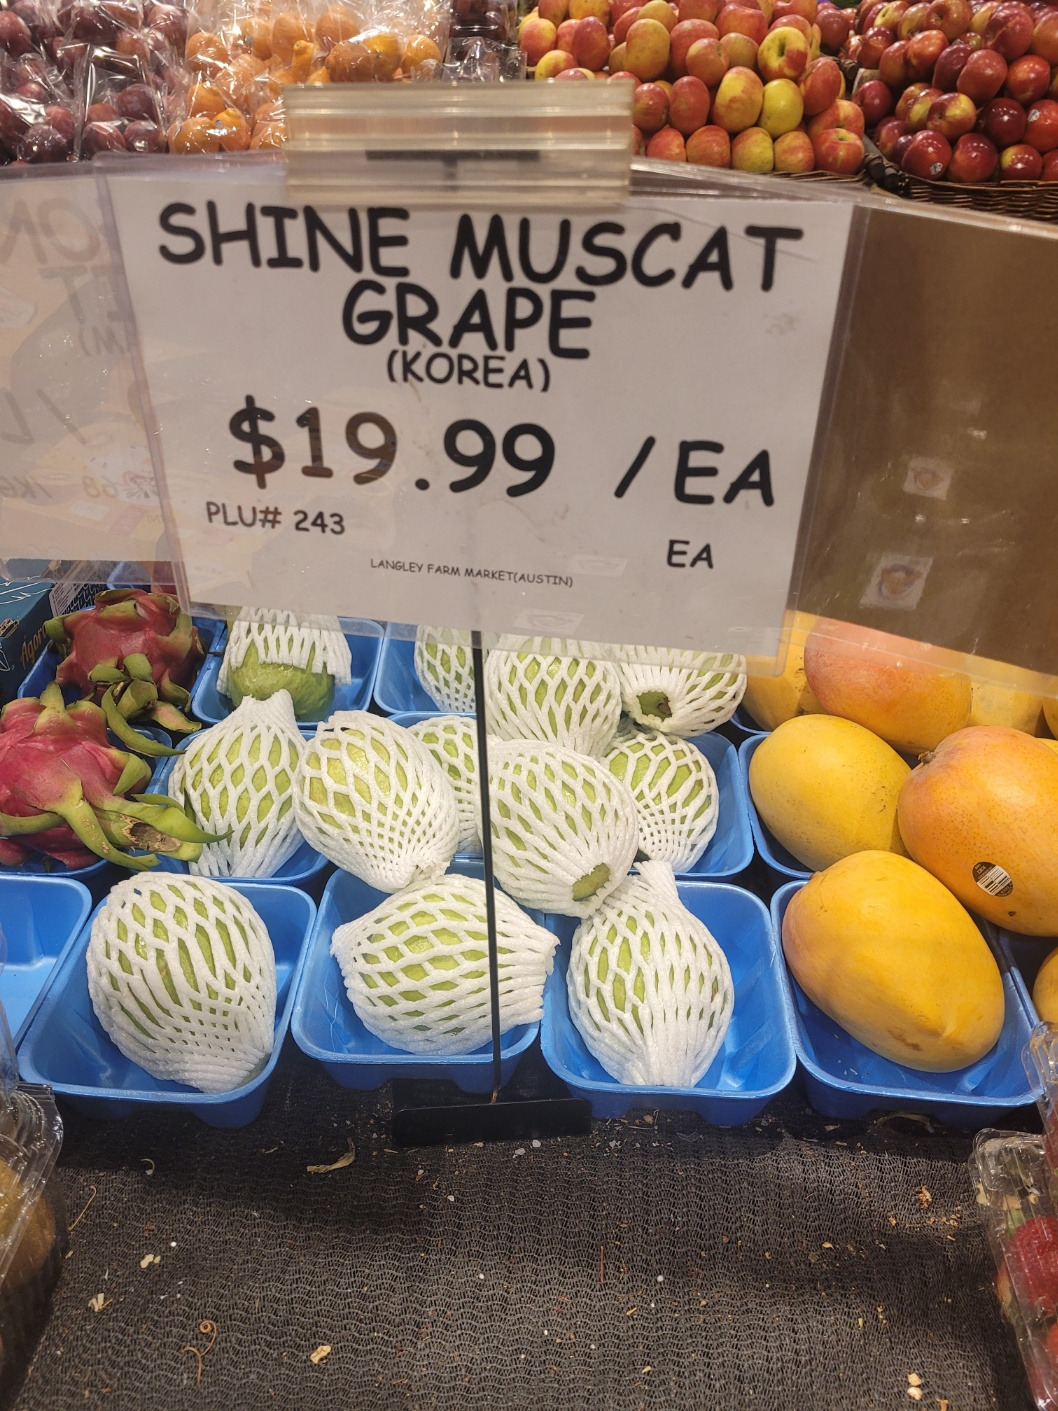 SHINE MUSCAT
GRAPE
(KOREA)
$19.99 / EA
PLU# 243
EA
LANGLEY FARM MARKET(AUSTIN)